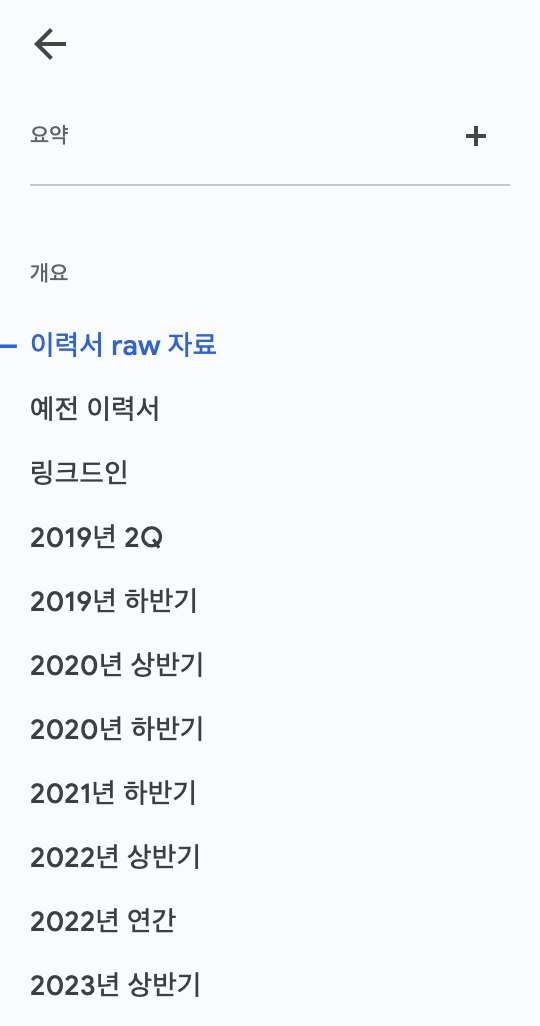 요약
개요
이력서 raw 자료
예전 이력서
링크드인
2019년 2Q
2019년 하반기
2020년 상반기
2020년 하반기
2021년 하반기
2022년 상반기
2022년 연간
2023년 상반기